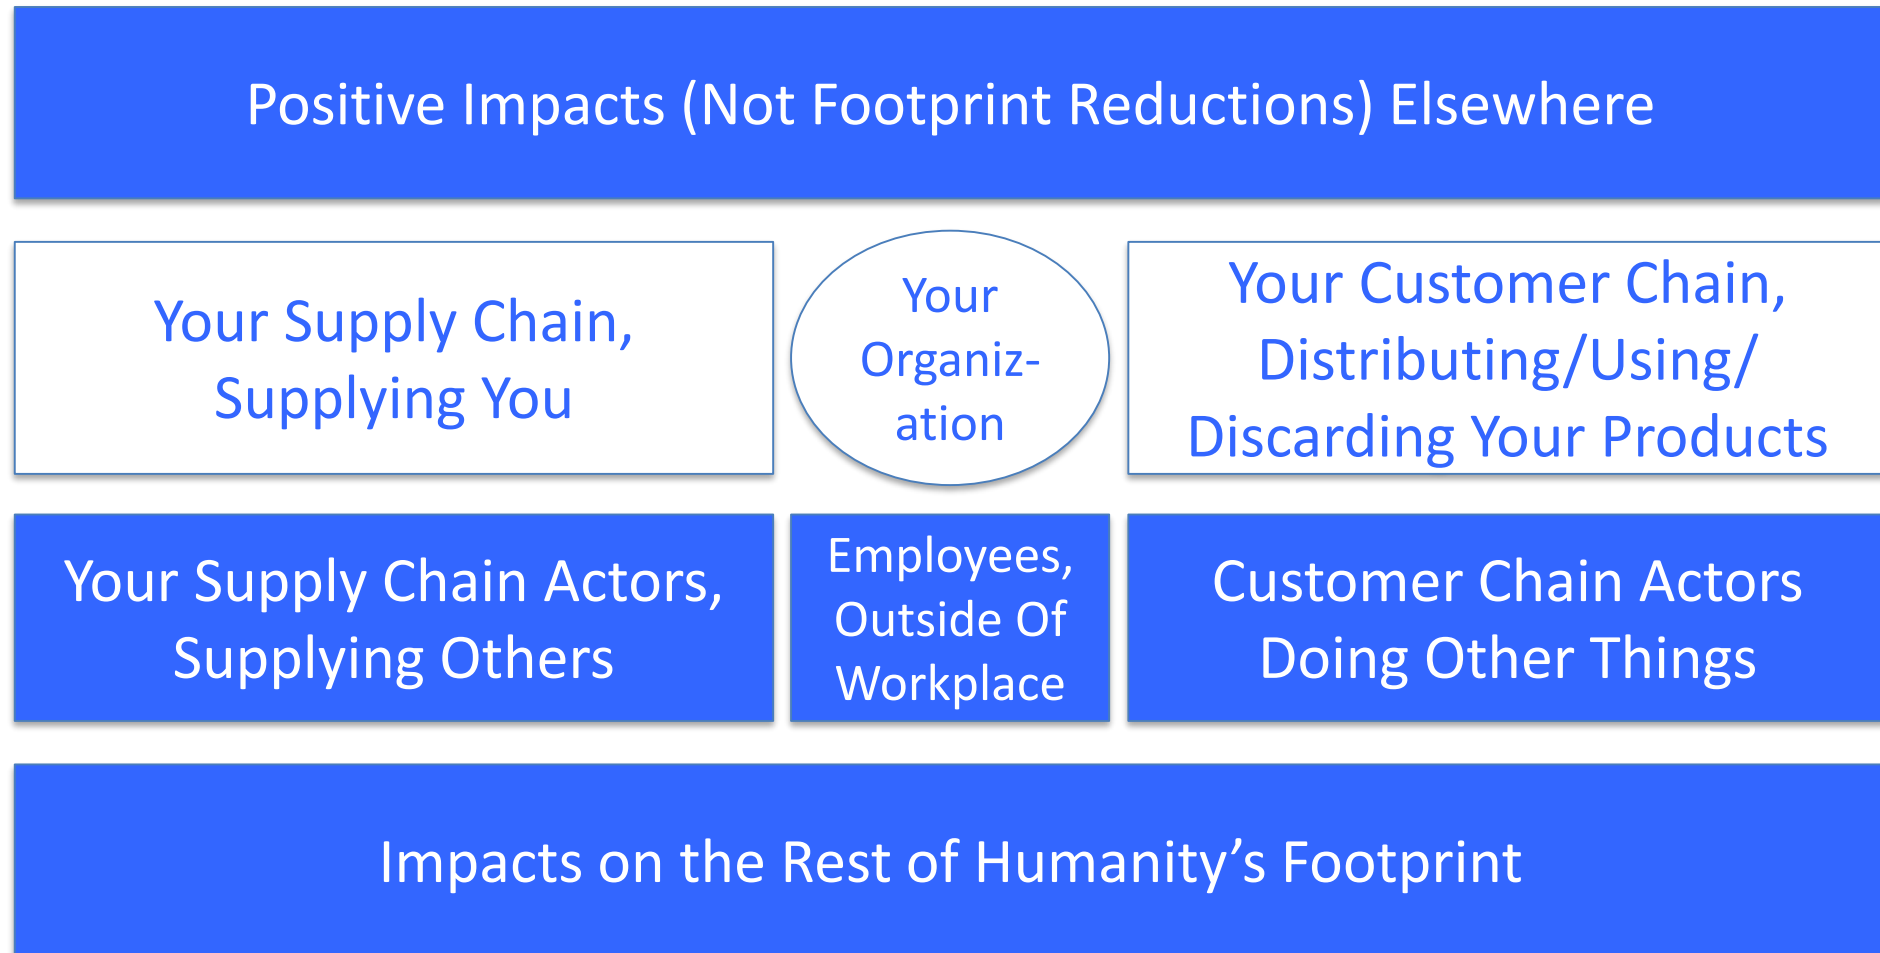 Positive Impacts (Not Footprint Reductions) Elsewhere
Your Supply Chain,
Supplying You
Your
Organiz-
ation
Your Customer Chain,
Distributing/Using/
Discarding Your Products
Your Supply Chain Actors,
Supplying Others
Employees,
Outside Of
Workplace
Customer Chain Actors
Doing Other Things
Impacts on the Rest of Humanity’s Footprint